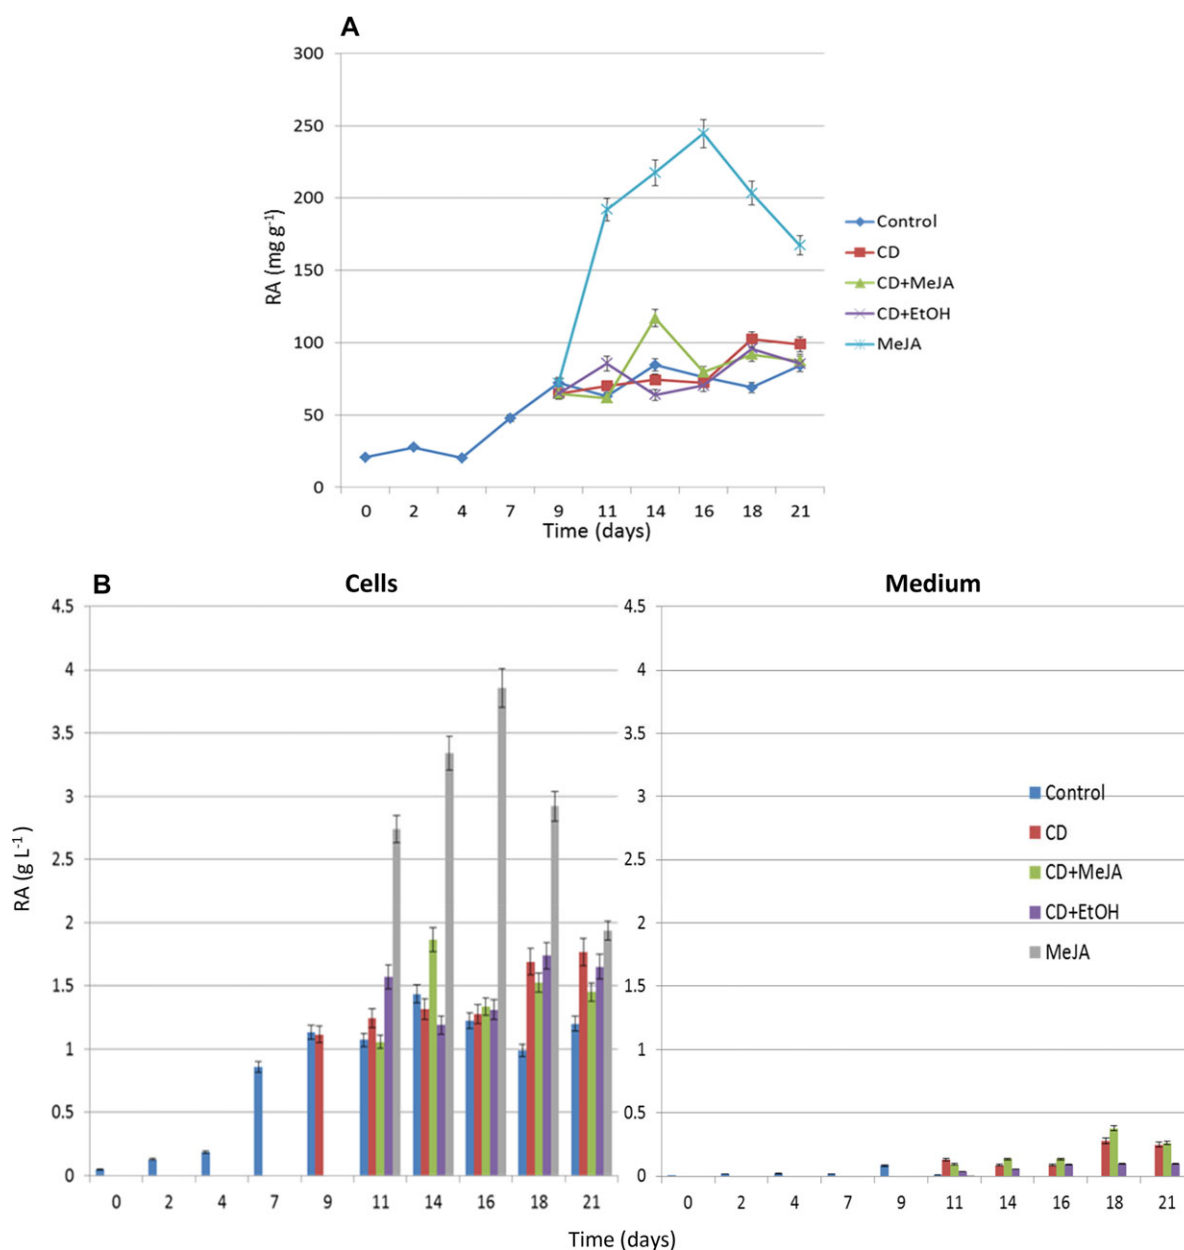 A
300
250
200
150
100
50
0
RA (mg g⁻¹)
0 2 4 7 9 11 14 16 18 21
Time (days)
Control
CD
CD+MeJA
CD+EtOH
MeJA
B Cells Medium
4.5
4
3.5
3
2.5
2
1.5
1
0.5
0
RA (g L⁻¹)
0 2 4 7 9 11 14 16 18 21
4.5
4
3.5
3
2.5
2
1.5
1
0.5
0
Control
CD
CD+MeJA
CD+EtOH
MeJA
0 2 4 7 9 11 14 16 18 21
Time (days)